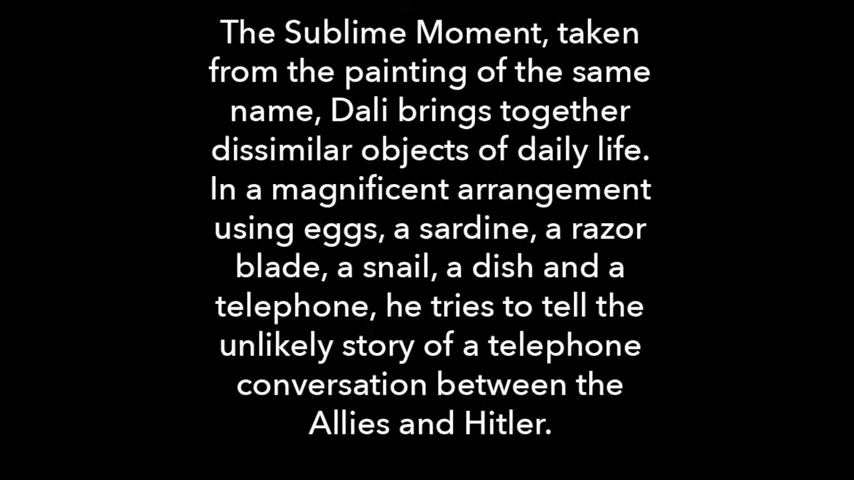 The Sublime Moment, taken
from the painting of the same
name, Dali brings together
dissimilar objects of daily life.
In a magnificent arrangement
using eggs, a sardine, a razor
blade, a snail, a dish and a
telephone, he tries to tell the
unlikely story of a telephone
conversation between the
Allies and Hitler.